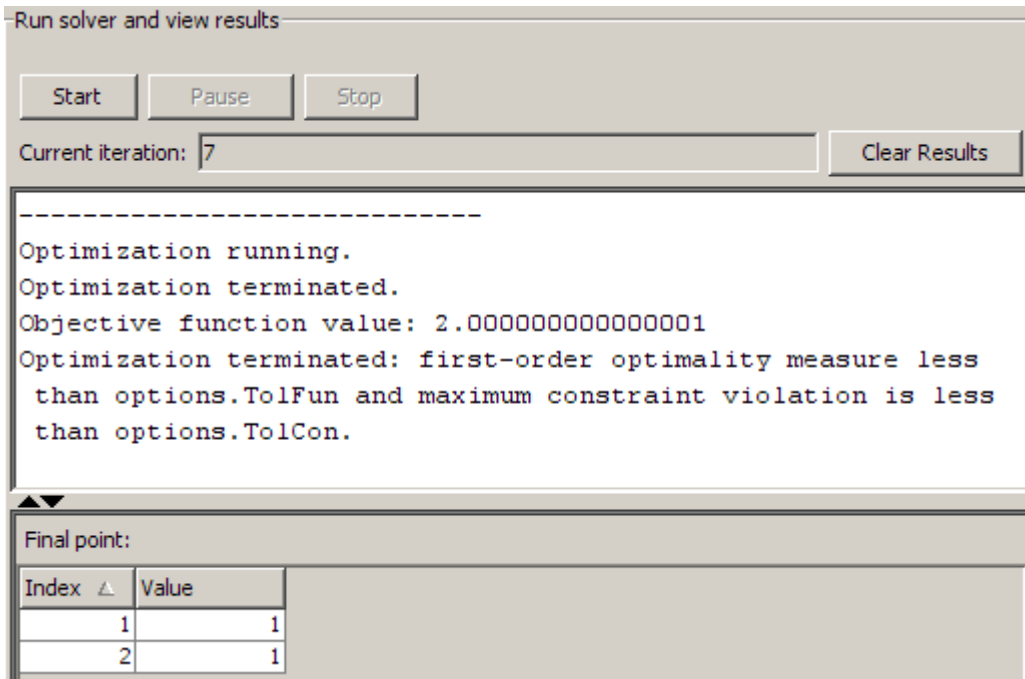 Run solver and view results
Start Pause Stop
Current iteration: 7 Clear Results
------------------------------
Optimization running.
Optimization terminated.
Objective function value: 2.000000000000001
Optimization terminated: first-order optimality measure less
than options.TolFun and maximum constraint violation is less
than options.TolCon.
Final point:
Index Value
1 1
2 1